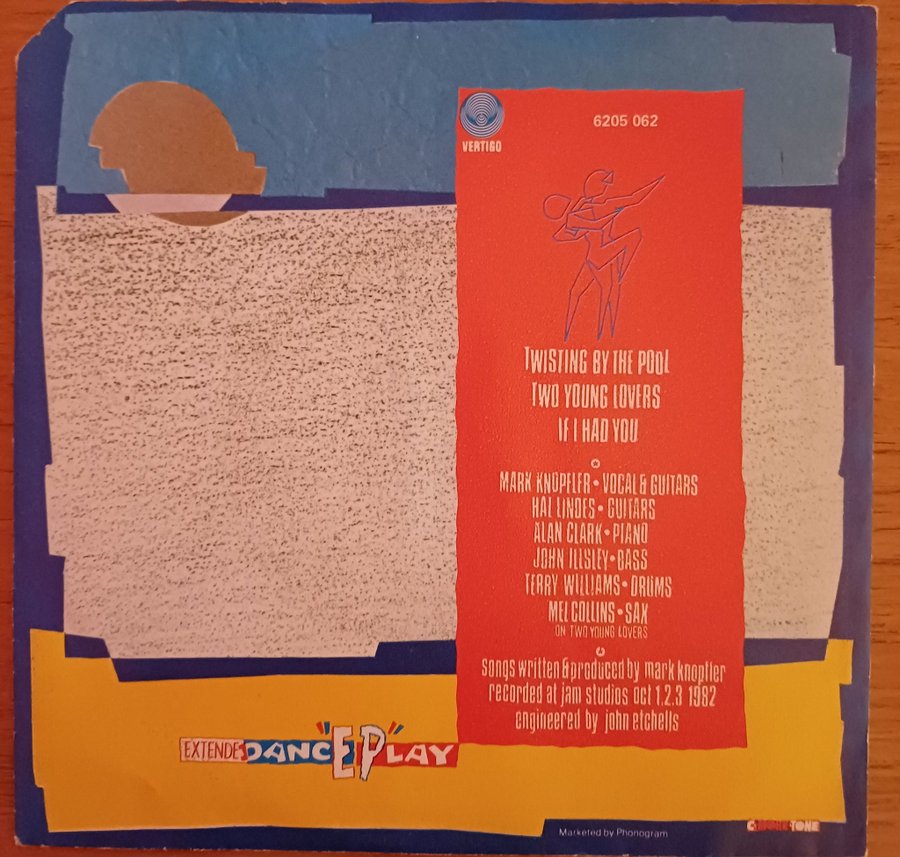 VERTIGO
6205 062
TWISTING BY THE POOL
TWO YOUNG LOVERS
IF I HAD YOU
MARK KNOPFLER • VOCAL & GUITARS
HAL LINDES • GUITARS
ALAN CLARK • PIANO
JOHN ILLSLEY • BASS
TERRY WILLIAMS • DRUMS
MEL COLLINS • SAX
ON TWO YOUNG LOVERS
songs written & produced by mark knopfler
recorded at jam studios oct 1.2.3 1982
engineered by john etchells
EXTENDEDANC"EP"LAY
Marketed by Phonogram